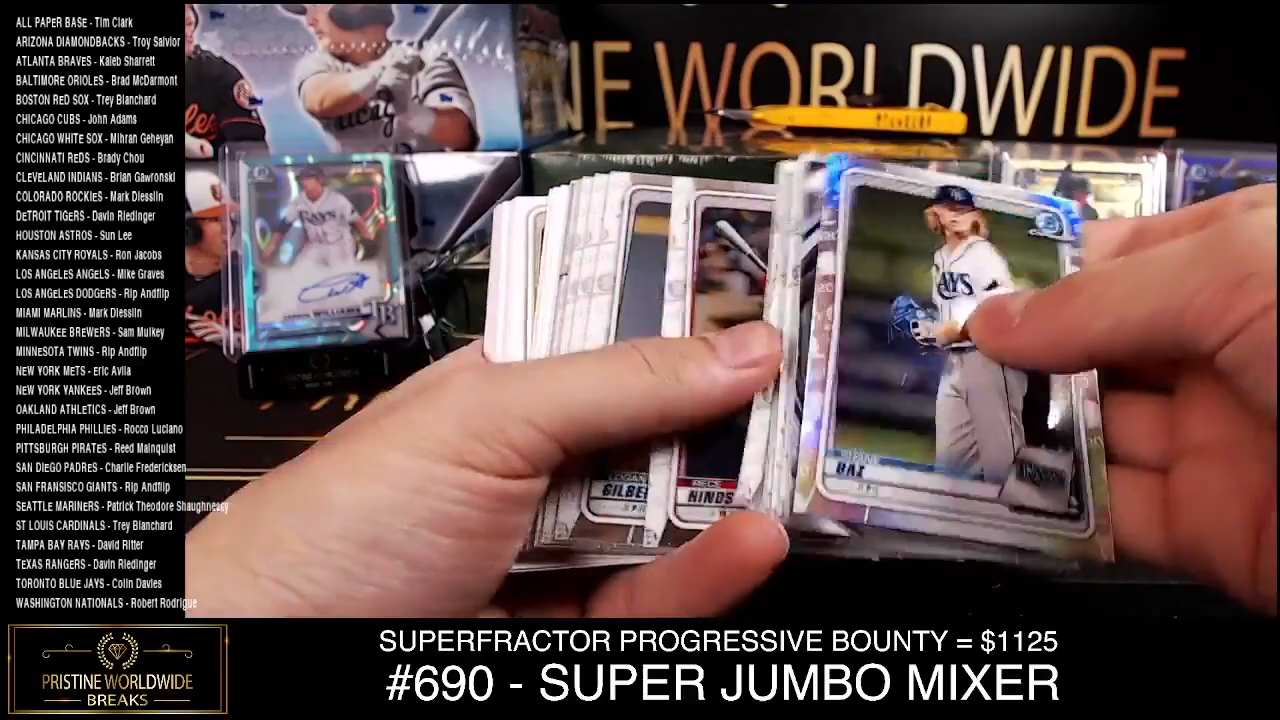 ALL PAPER BASE - Tim Clark
ARIZONA DIAMONDBACKS - Troy Salvior
ATLANTA BRAVES - Kaleb Sharrett
BALTIMORE ORIOLES - Brad McDarmont
BOSTON ReD SOX - Trey Blanchard
CHICAGO CUBS - John Adams
CHICAGO WHITe SOX - Mihran Geheyan
CINCINNATI ReDS - Brady Chou
CLEVELAND INDIANS - Brian Gawronski
COLORADO ROCKIeS - Mark Diesslin
DETROIT TIGERS - Davin Riedinger
HOUSTON ASTROS - Sun Lee
KANSAS CITY ROYALS - Ron Jacobs
LOS ANGELES ANGELS - Mike Graves
LOS ANGELES DODGERS - Rip Andflip
MIAMI MARLINS - Mark Diesslin
MILWAUKEE BREWERS - Sam Mulkey
MINNESOTA TWINS - Rip Andflip
NEW YORK METS - Eric Avila
NEW YORK YANKEES - Jeff Brown
OAKLAND ATHLETICS - Jeff Brown
PHILADELPHIA PHILLIES - Rocco Luciano
PITTSBURGH PIRATES - Reed Mainquist
SAN DIEGO PADREs - Charlie Fredericksen
SAN FRANSISCO GIANTS - Rip Andflip
SEATTLE MARINERS - Patrick Theodore Shaughnessy
ST LOUIS CARDINALS - Trey Blanchard
TAMPA BAY RAYS - David Ritter
TeXAS RANGERS - Davin Riedinger
TORONTO BLUe JAYS - Colin Davies
WASHINGTON NATIONALS - Robert Rodrigue
NE WORLDWIDE
RAYS
AYS
BAZ
LOGAN
GILBE
REECE
HINDS
PRISTINE WORLDWIDE
BREAKS
SUPERFRACTOR PROGRESSIVE BOUNTY = $1125
#690 - SUPER JUMBO MIXER